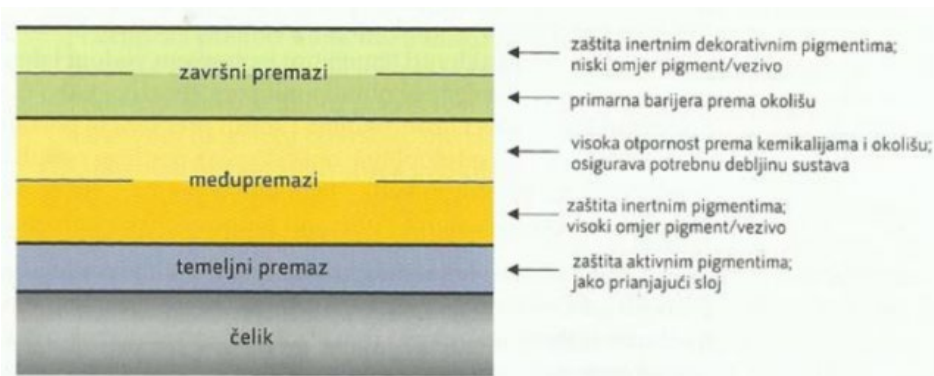 zaštita inertnim dekorativnim pigmentima;
niski omjer pigment/vezivo
završni premazi
primarna barijera prema okolišu
visoka otpornost prema kemikalijama i okolišu;
osigurava potrebnu debljinu sustava
međupremazi
zaštita inertnim pigmentima;
visoki omjer pigment/vezivo
temeljni premaz
zaštita aktivnim pigmentima;
jako prianjajući sloj
čelik